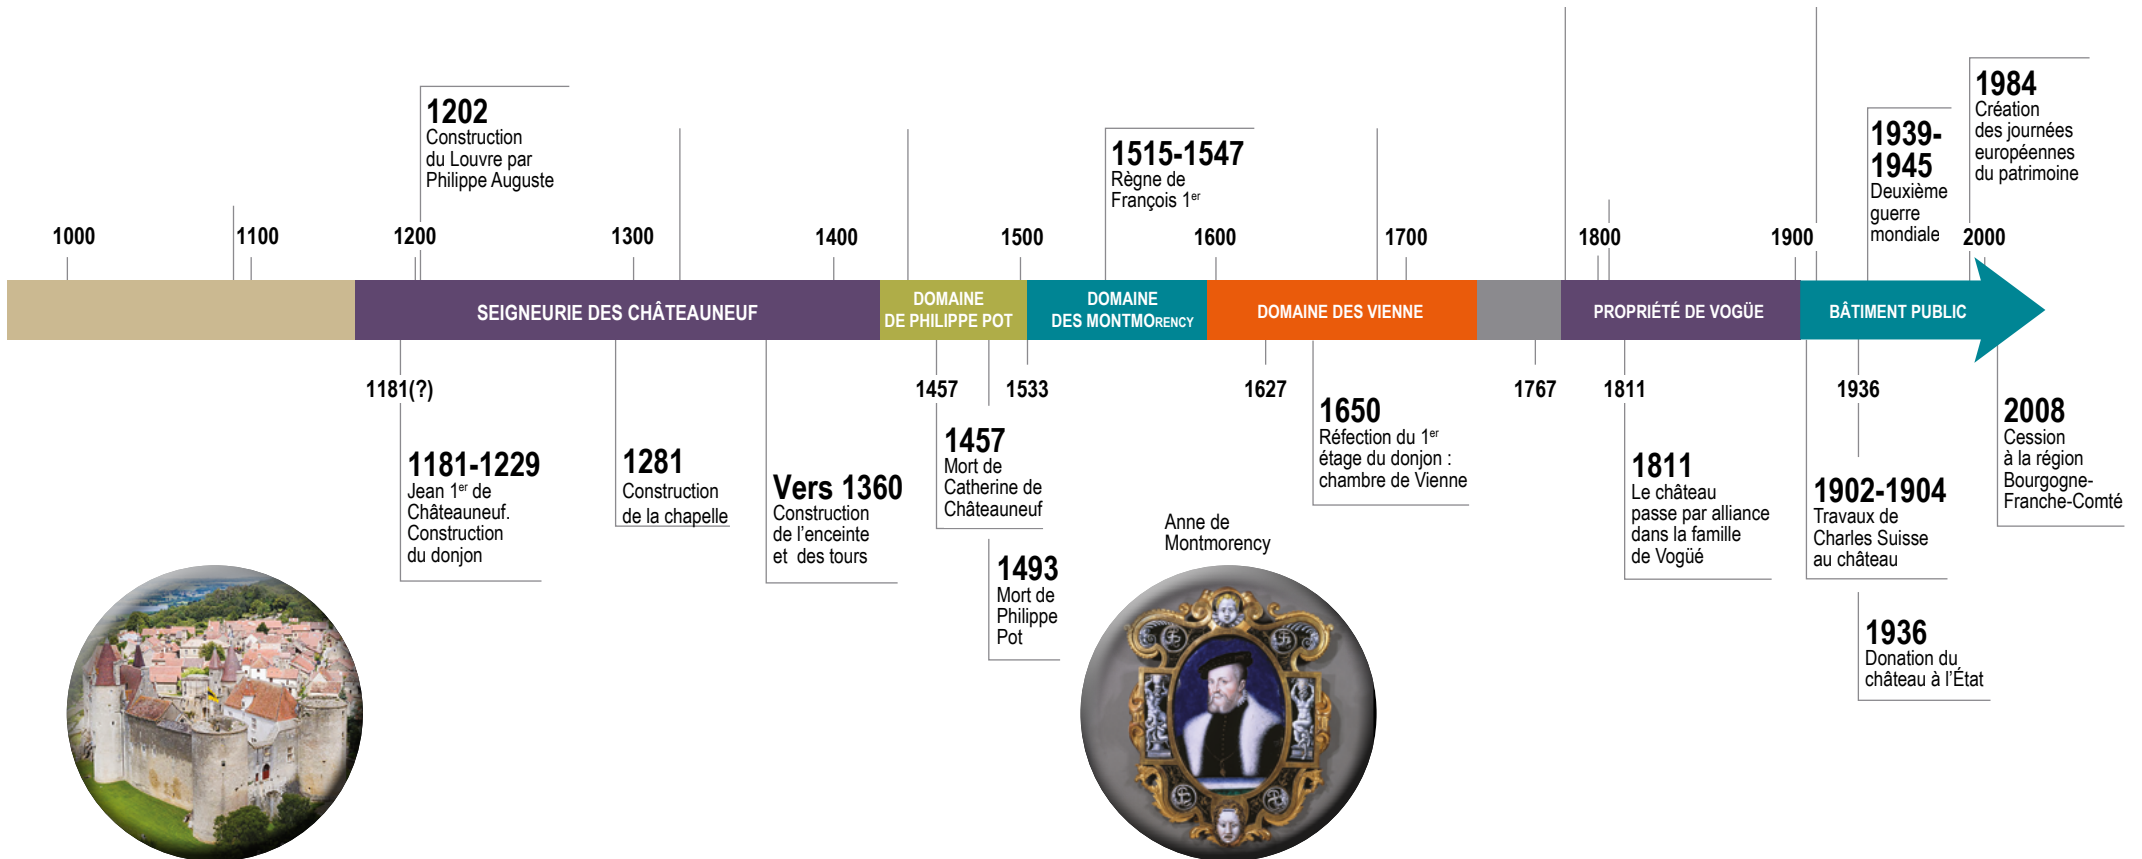 1202
Construction
du Louvre par
Philippe Auguste
1515-1547
Règne de
François 1er
1939-
1945
Deuxième
guerre
mondiale
1984
Création
des journées
européennes
du patrimoine
1000
1100
1200
1300
1400
1500
1600
1700
1800
1900
2000
SEIGNEURIE DES CHÂTEAUNEUF
DOMAINE
DE PHILIPPE POT
DOMAINE
DES MONTMORENCY
DOMAINE DES VIENNE
PROPRIÉTÉ DE VOGÜE
BÂTIMENT PUBLIC
1181(?)
1457
1533
1627
1767
1811
1936
1181-1229
Jean 1er de
Châteauneuf.
Construction
du donjon
1281
Construction
de la chapelle
Vers 1360
Construction
de l'enceinte
et des tours
1457
Mort de
Catherine de
Châteauneuf
1493
Mort de
Philippe
Pot
Anne de
Montmorency
1650
Réfection du 1er
étage du donjon :
chambre de Vienne
1811
Le château
passe par alliance
dans la famille
de Vogüé
1902-1904
Travaux de
Charles Suisse
au château
1936
Donation du
château à l'État
2008
Cession
à la région
Bourgogne-
Franche-Comté